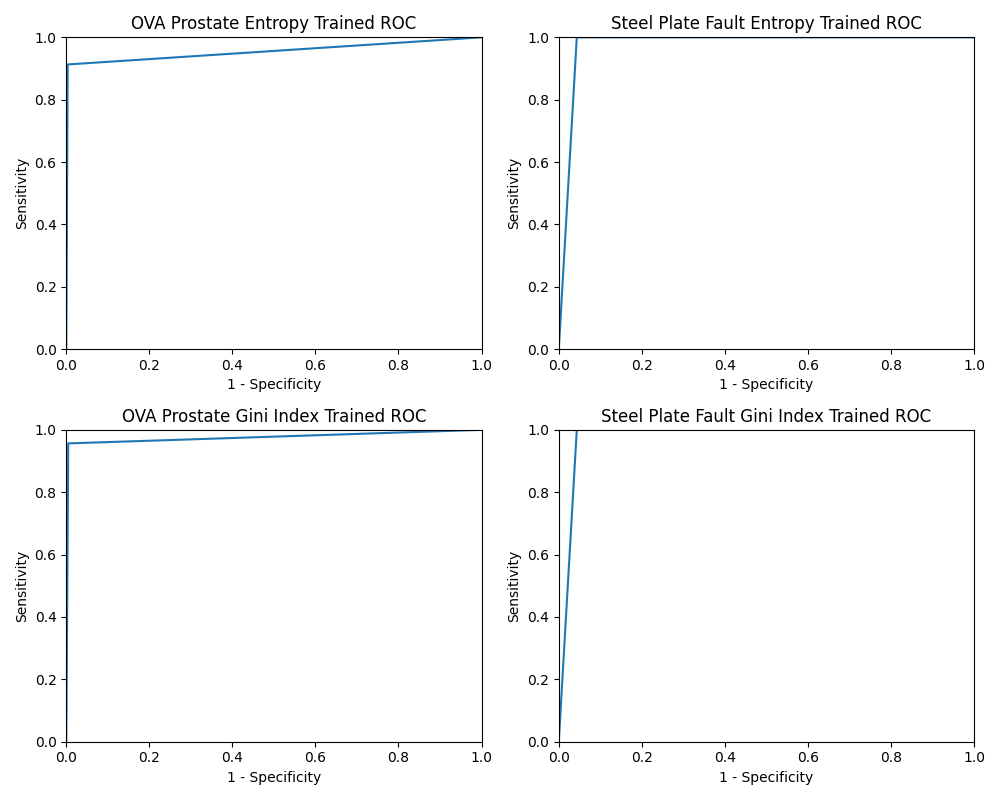 OVA Prostate Entropy Trained ROC
1.0
0.8
0.6
0.4
0.2
0.0
Sensitivity
0.0 0.2 0.4 0.6 0.8 1.0
1 - Specificity
Steel Plate Fault Entropy Trained ROC
1.0
0.8
0.6
0.4
0.2
0.0
Sensitivity
0.0 0.2 0.4 0.6 0.8 1.0
1 - Specificity
OVA Prostate Gini Index Trained ROC
1.0
0.8
0.6
0.4
0.2
0.0
Sensitivity
0.0 0.2 0.4 0.6 0.8 1.0
1 - Specificity
Steel Plate Fault Gini Index Trained ROC
1.0
0.8
0.6
0.4
0.2
0.0
Sensitivity
0.0 0.2 0.4 0.6 0.8 1.0
1 - Specificity